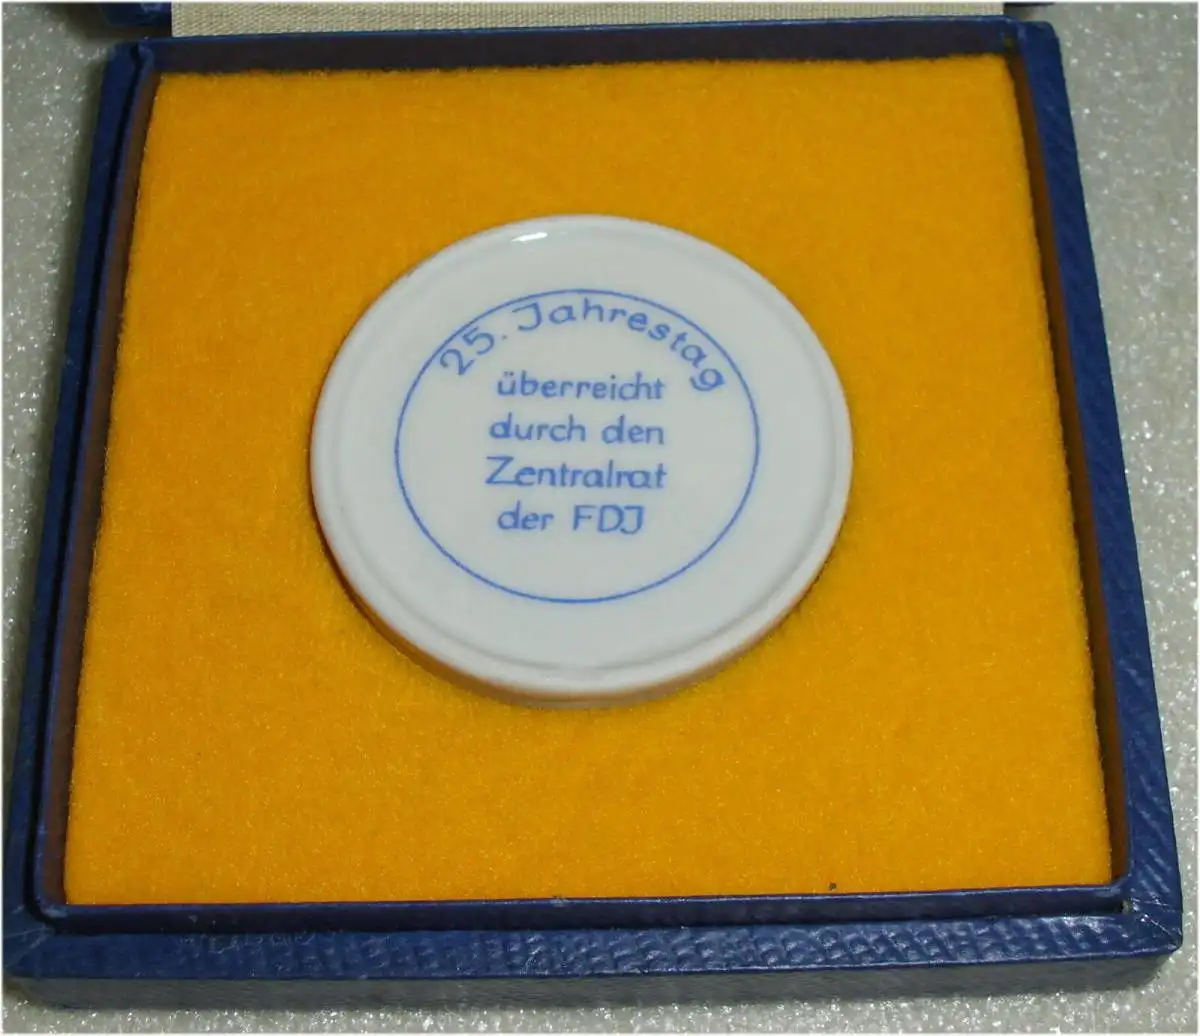 25. Jahrestag
überreicht
durch den
Zentralrat
der FDJ